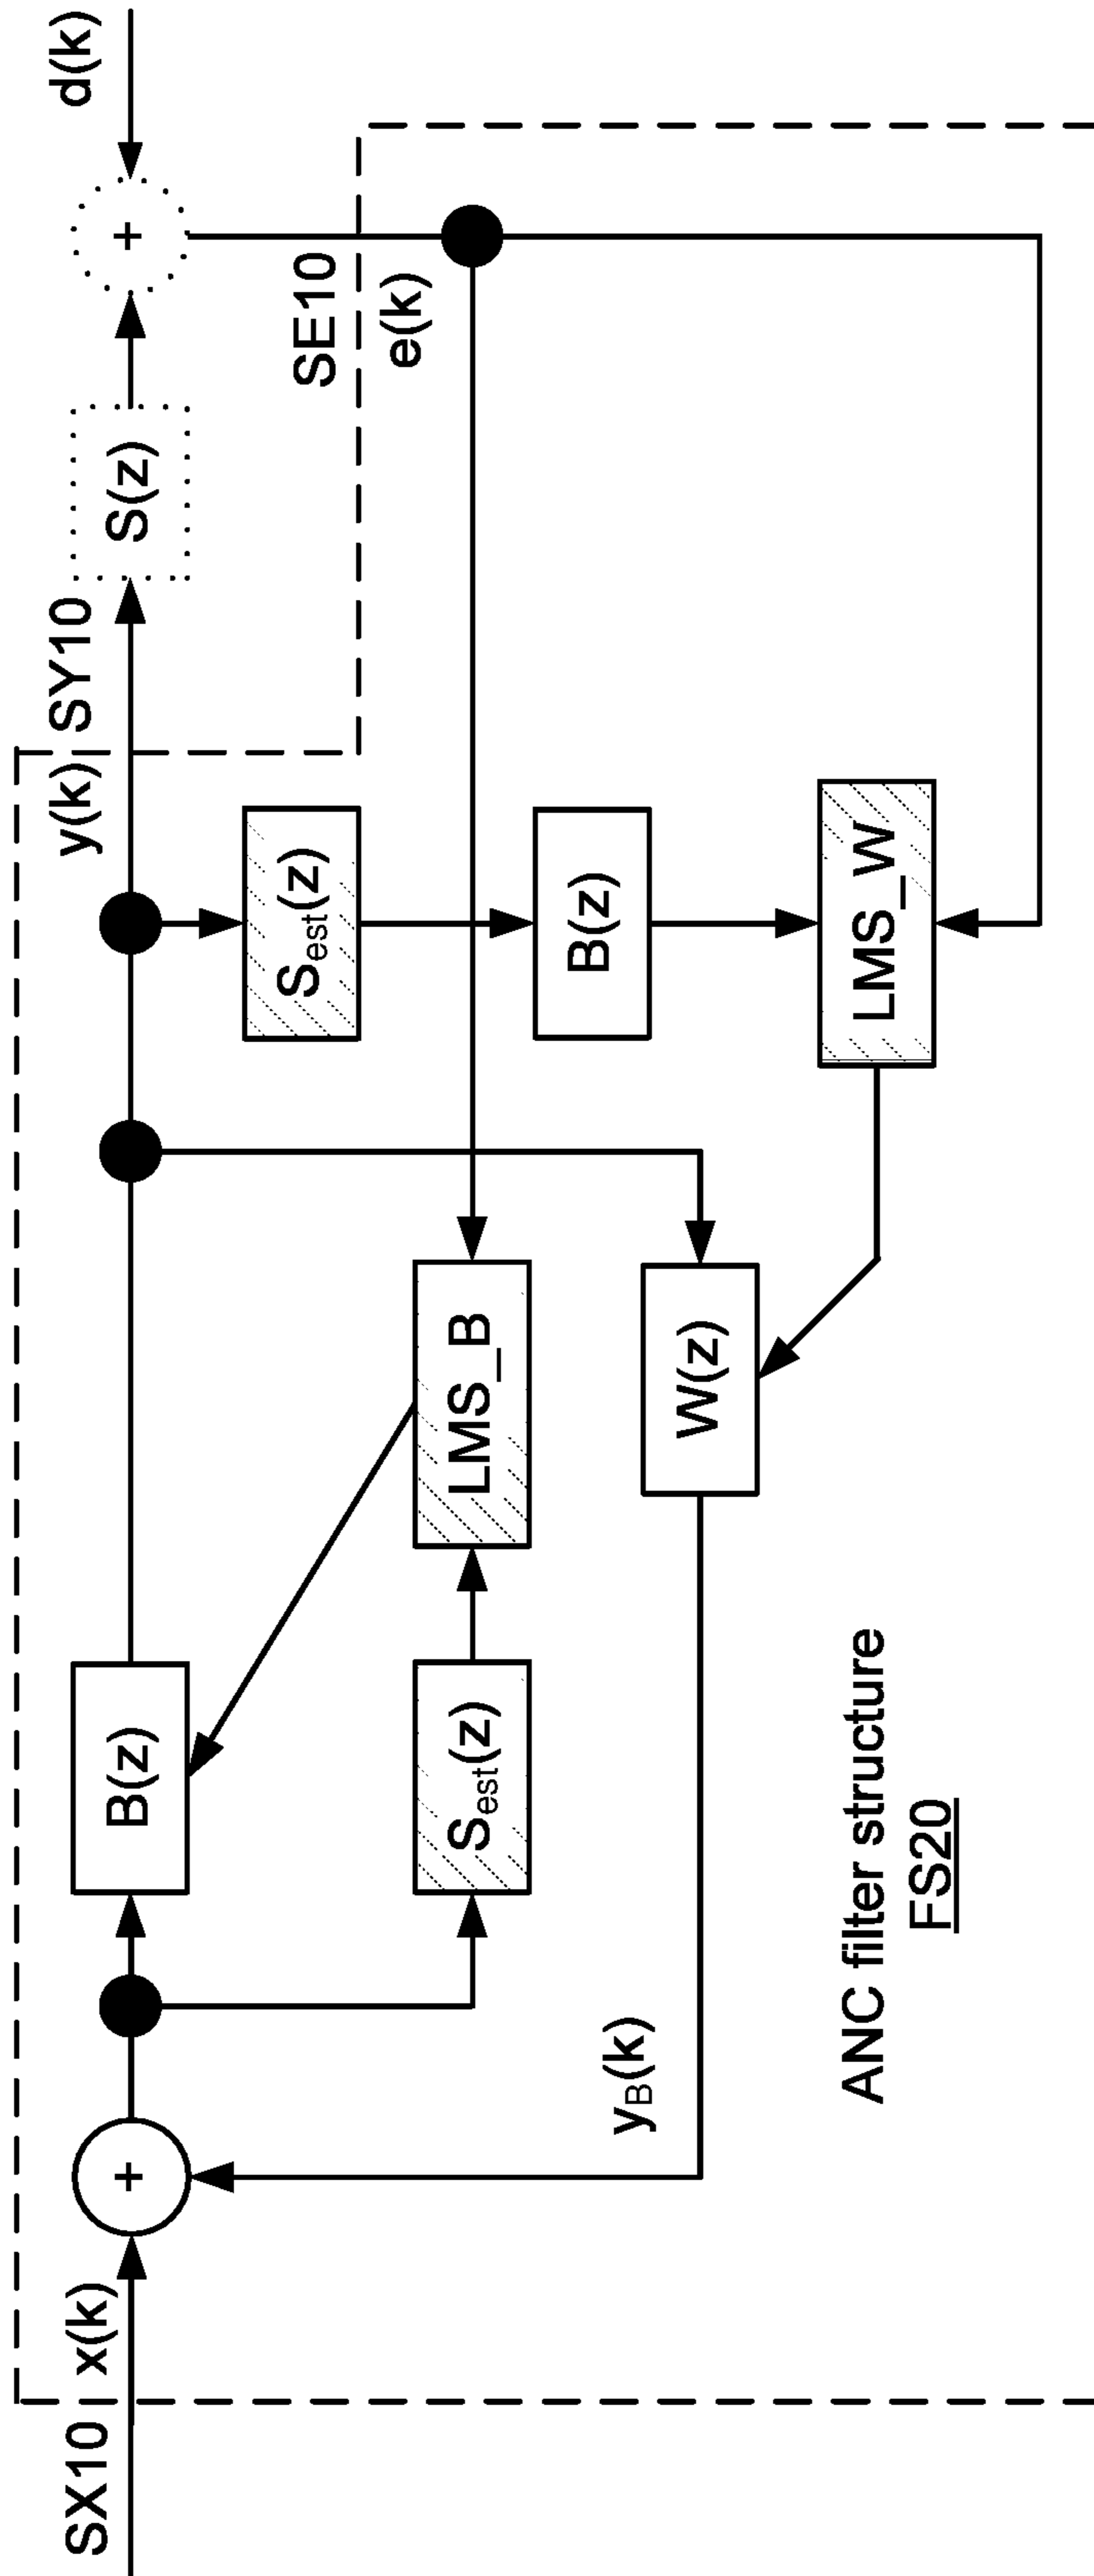 SX10
x(k)
+
B(z)
y(k)
SY10
S(z)
+
d(k)
SE10
e(k)
S_est(z)
LMS_B
S_est(z)
B(z)
y_B(k)
W(z)
LMS_W
ANC filter structure
FS20